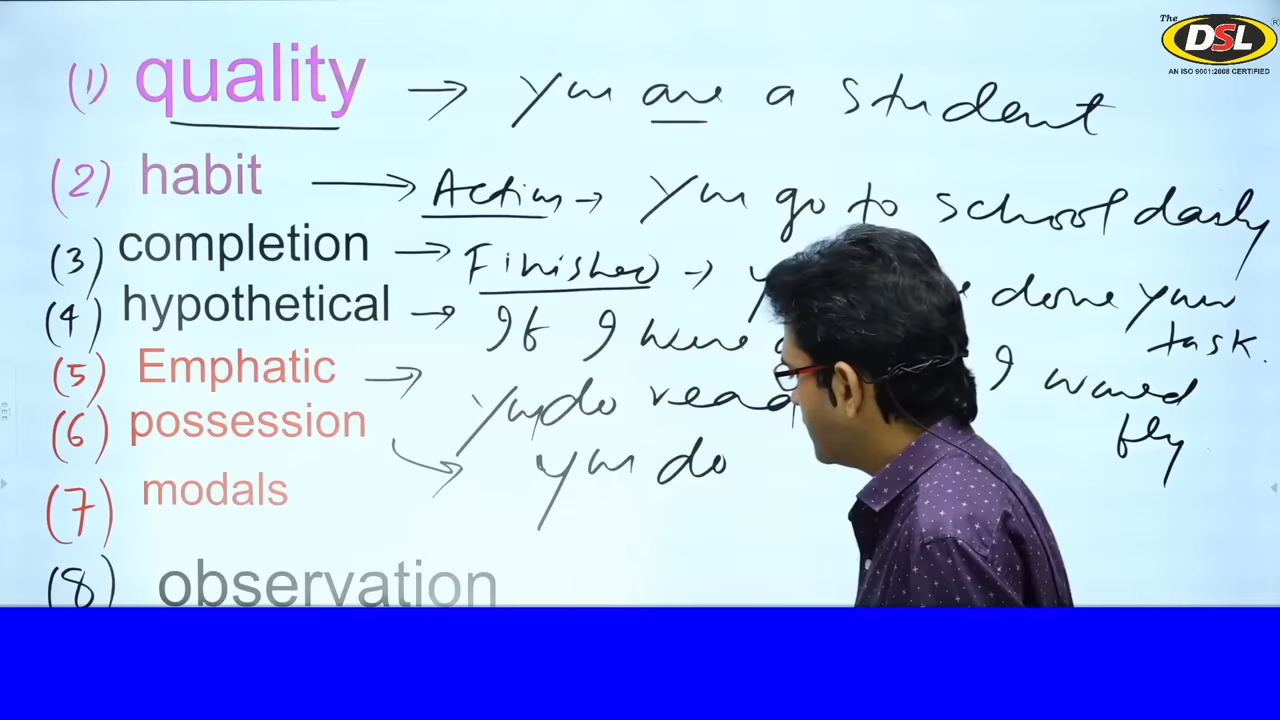 The DSL ®
AN ISO 9001:2008 CERTIFIED
(1) quality → You are a student
(2) habit → Action → You go to school daily
(3) completion → Finished → done your task.
(4) hypothetical → If I were I would fly
(5) Emphatic → You do read
(6) possession → you do
(7) modals
(8) observation